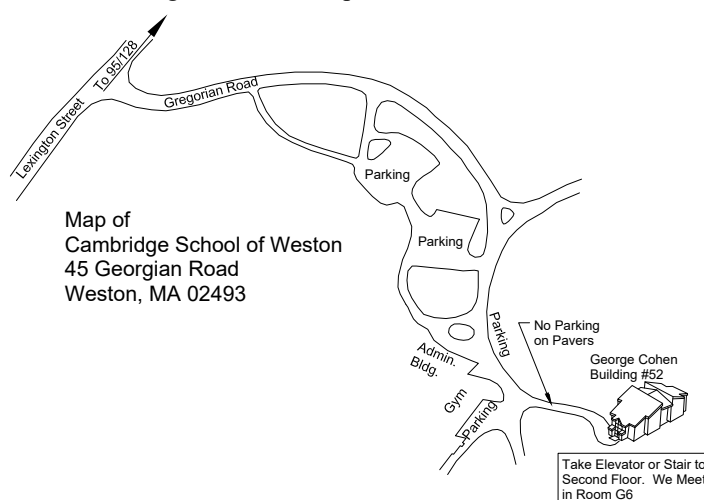 To 95/128
Lexington Street
Gregorian Road
Parking
Map of
Cambridge School of Weston
45 Georgian Road
Weston, MA 02493
Parking
Parking
No Parking
on Pavers
Admin.
Bldg.
George Cohen
Building #52
Gym
Parking
Take Elevator or Stair to
Second Floor.  We Meet
in Room G6